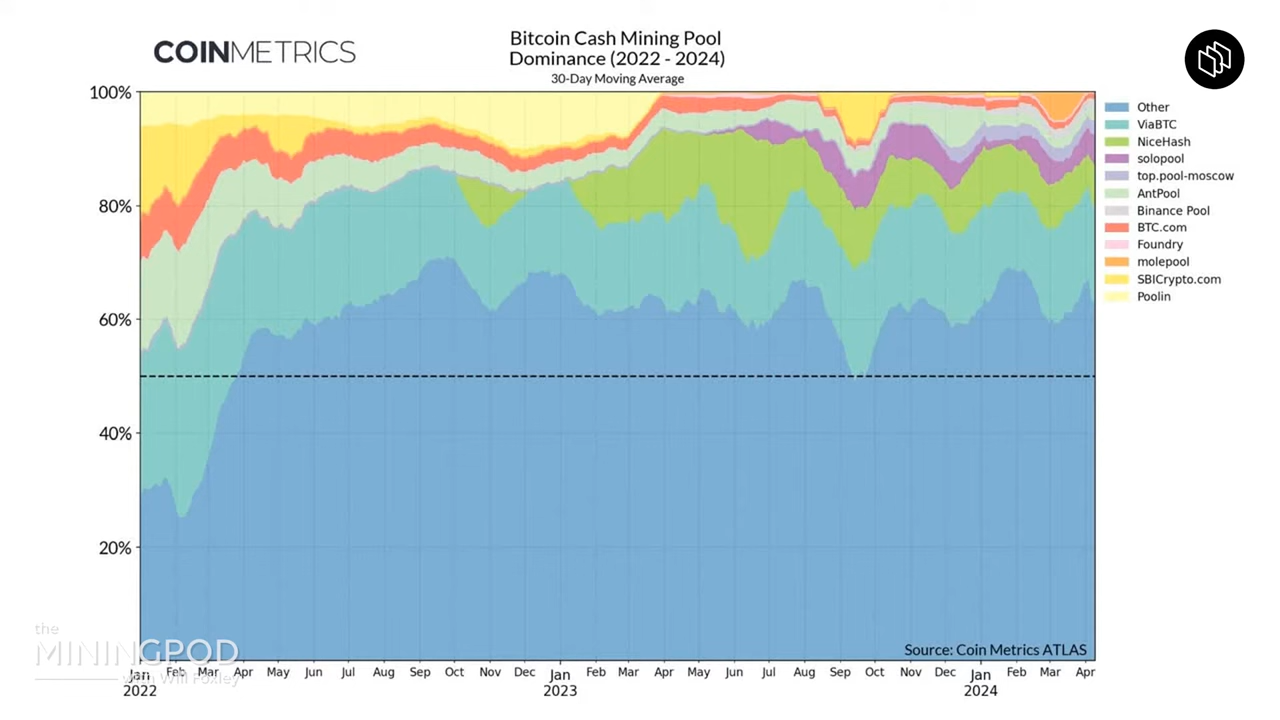 COINMETRICS
Bitcoin Cash Mining Pool
Dominance (2022 - 2024)
30-Day Moving Average
100%
80%
60%
40%
20%
Other
ViaBTC
NiceHash
solopool
top.pool-moscow
AntPool
Binance Pool
BTC.com
Foundry
molepool
SBICrypto.com
Poolin
Source: Coin Metrics ATLAS
the
MININGPOD
with Will Foxley
Jan Feb Mar Apr May Jun Jul Aug Sep Oct Nov Dec Jan Feb Mar Apr May Jun Jul Aug Sep Oct Nov Dec Jan Feb Mar Apr
2022 2023 2024